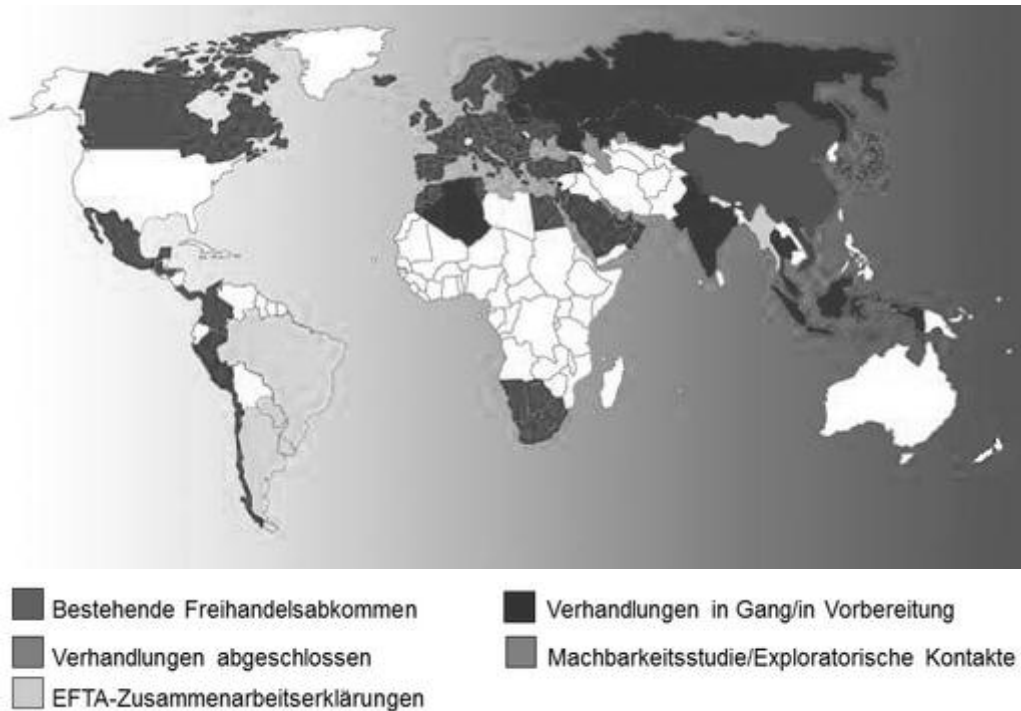 Bestehende Freihandelsabkommen
Verhandlungen abgeschlossen
EFTA-Zusammenarbeitserklärungen
Verhandlungen in Gang/in Vorbereitung
Machbarkeitsstudie/Exploratorische Kontakte